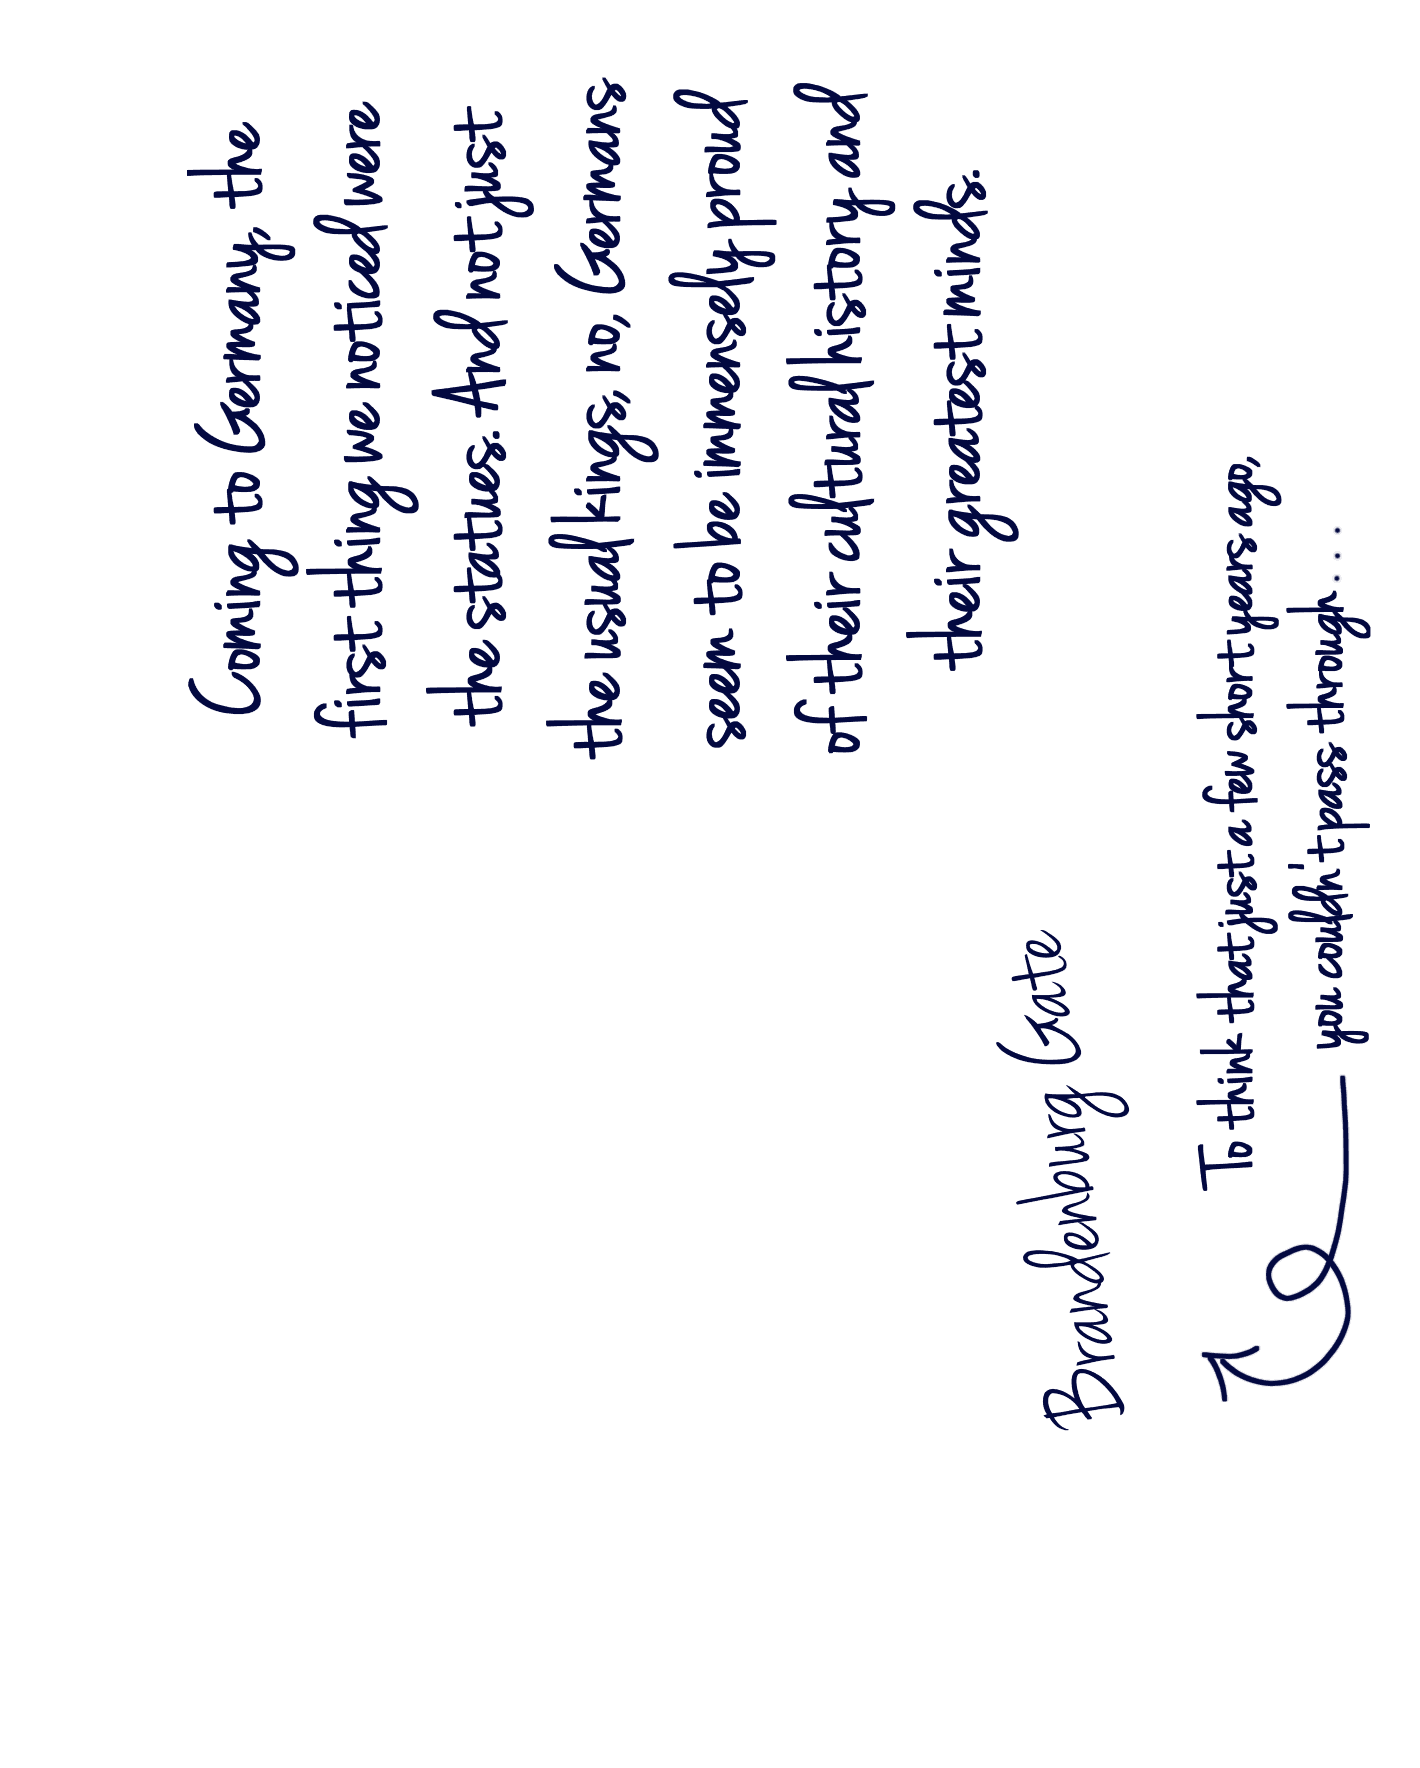 Coming to Germany, the
first thing we noticed were
the statues. And not just
the usual kings, no, Germans
seem to be immensely proud
of their cultural history and
their greatest minds.
Brandenburg Gate
To think that just a few short years ago,
you couldn't pass through....